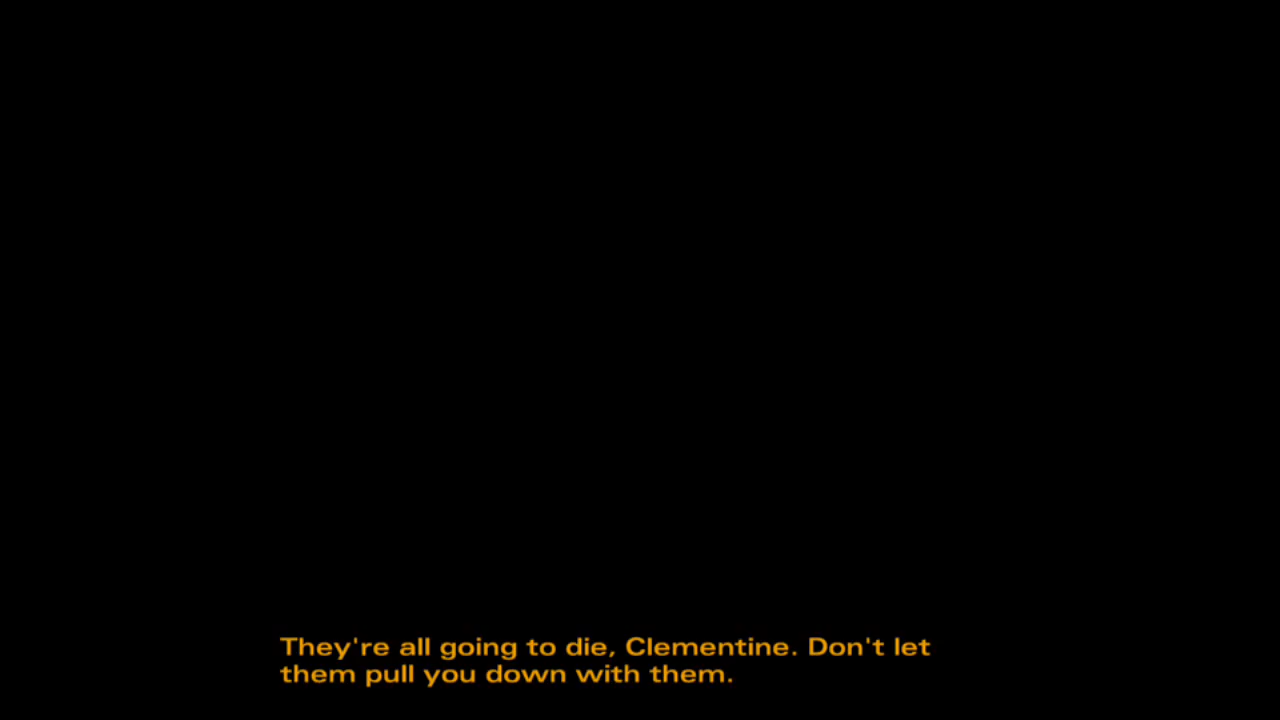 They're all going to die, Clementine. Don't let
them pull you down with them.